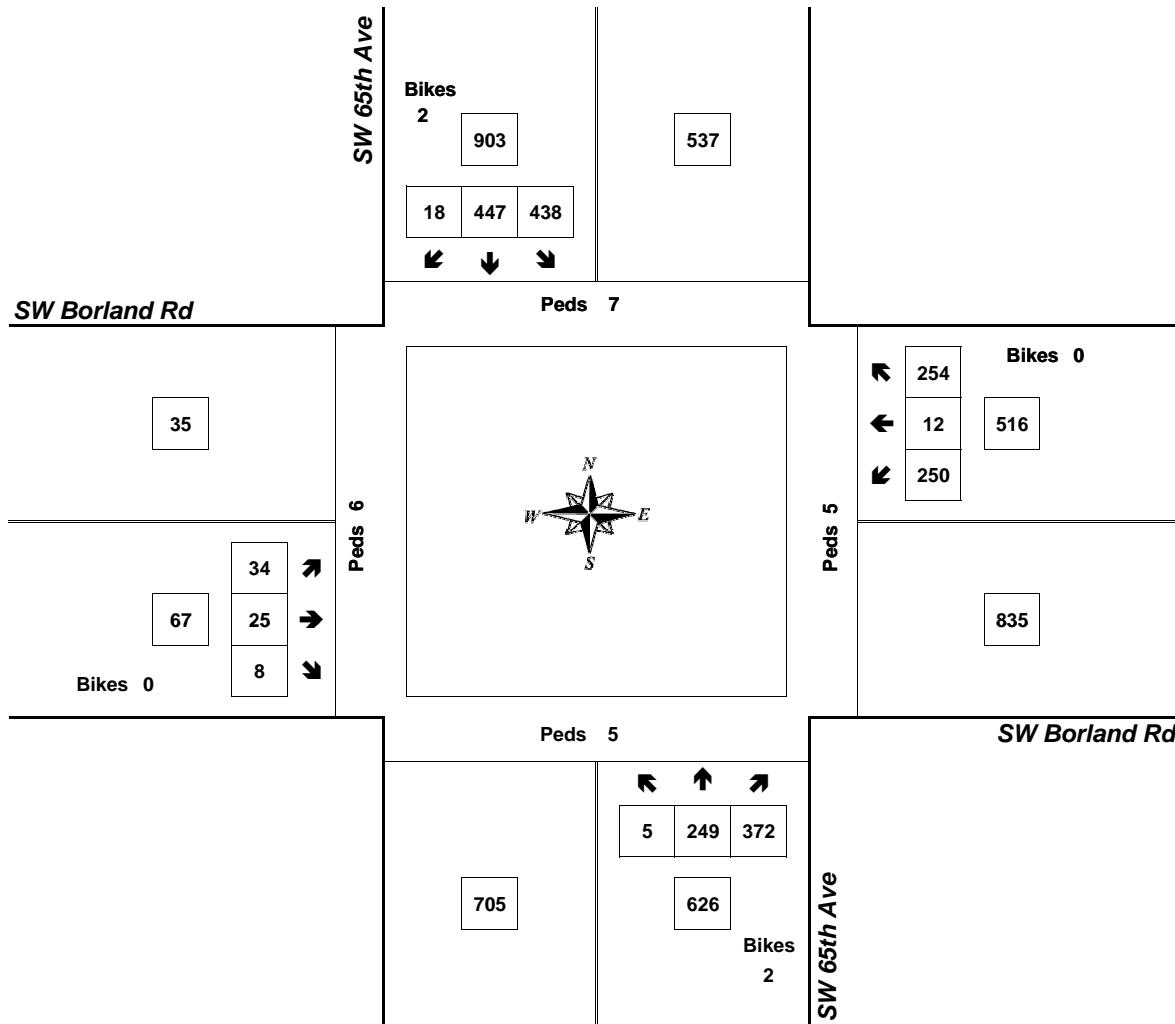 SW 65th Ave
Bikes
2
903
537
18 447 438
Peds 7
SW Borland Rd
Bikes 0
254
12 516
250
35
Peds 6
N
W E
S
Peds 5
34
67 25
8
Bikes 0
835
Peds 5
SW Borland Rd
5 249 372
705
626
Bikes
2
SW 65th Ave